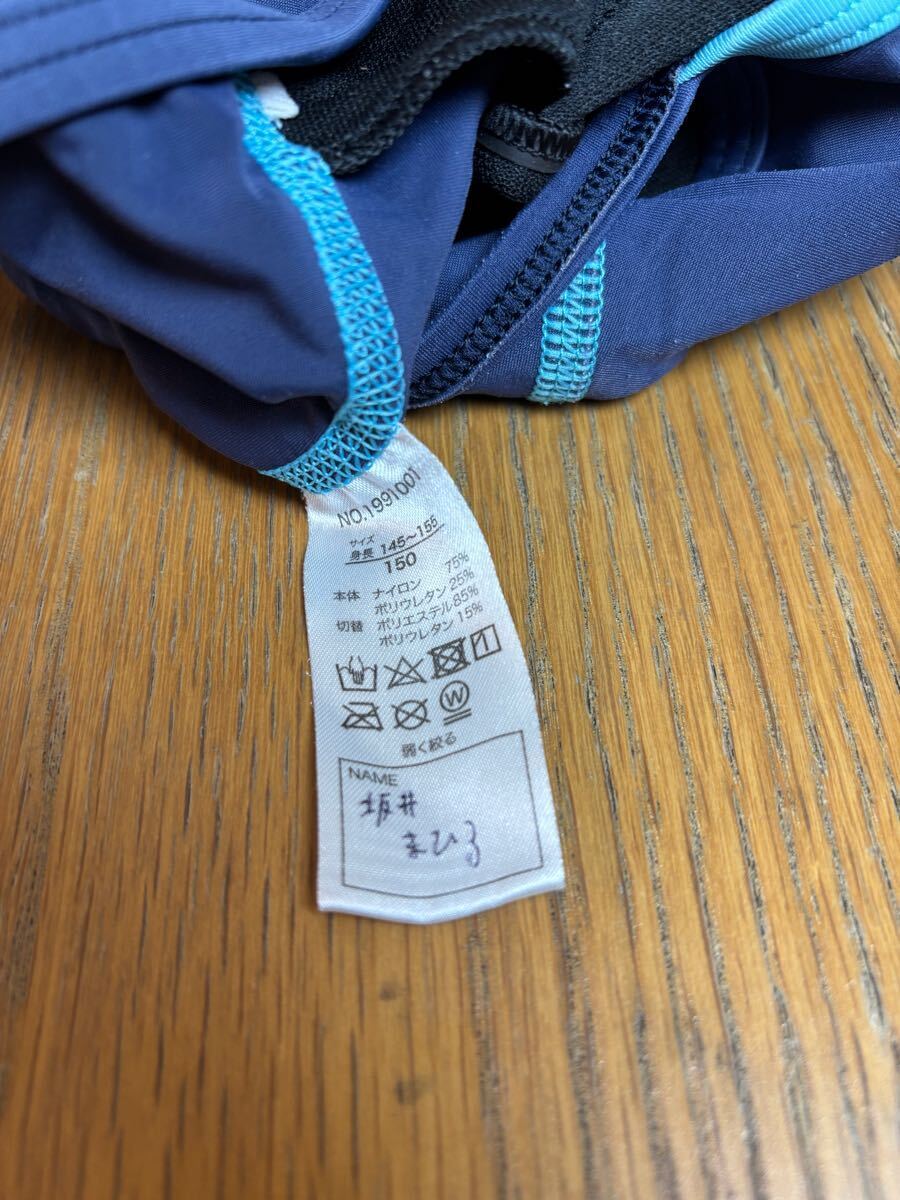 NO.1991001
サイズ
身長 145~155
150
本体 ナイロン 75%
ポリウレタン 25%
切替 ポリエステル 85%
ポリウレタン 15%
W
弱く絞る
NAME
坂井
まひろ